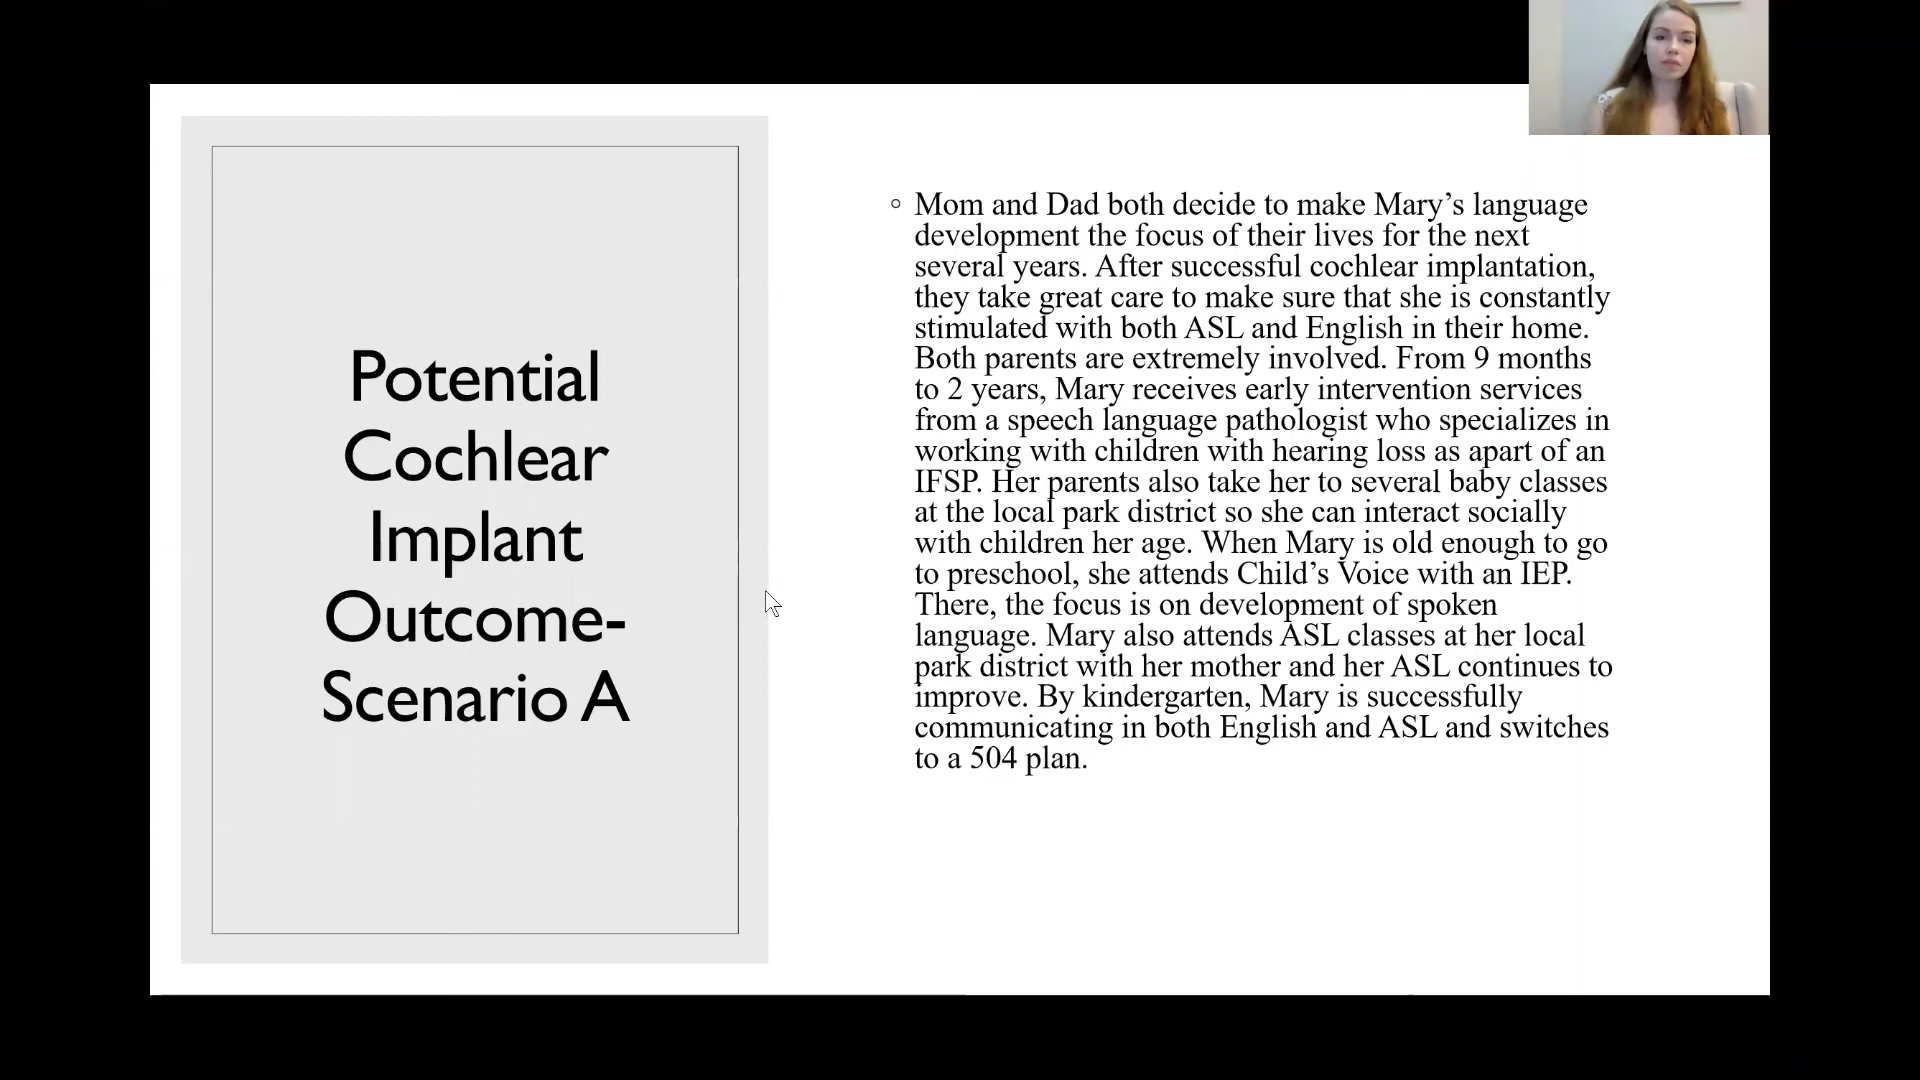 Potential
Cochlear
Implant
Outcome-
Scenario A
Mom and Dad both decide to make Mary’s language
development the focus of their lives for the next
several years. After successful cochlear implantation,
they take great care to make sure that she is constantly
stimulated with both ASL and English in their home.
Both parents are extremely involved. From 9 months
to 2 years, Mary receives early intervention services
from a speech language pathologist who specializes in
working with children with hearing loss as apart of an
IFSP. Her parents also take her to several baby classes
at the local park district so she can interact socially
with children her age. When Mary is old enough to go
to preschool, she attends Child’s Voice with an IEP.
There, the focus is on development of spoken
language. Mary also attends ASL classes at her local
park district with her mother and her ASL continues to
improve. By kindergarten, Mary is successfully
communicating in both English and ASL and switches
to a 504 plan.